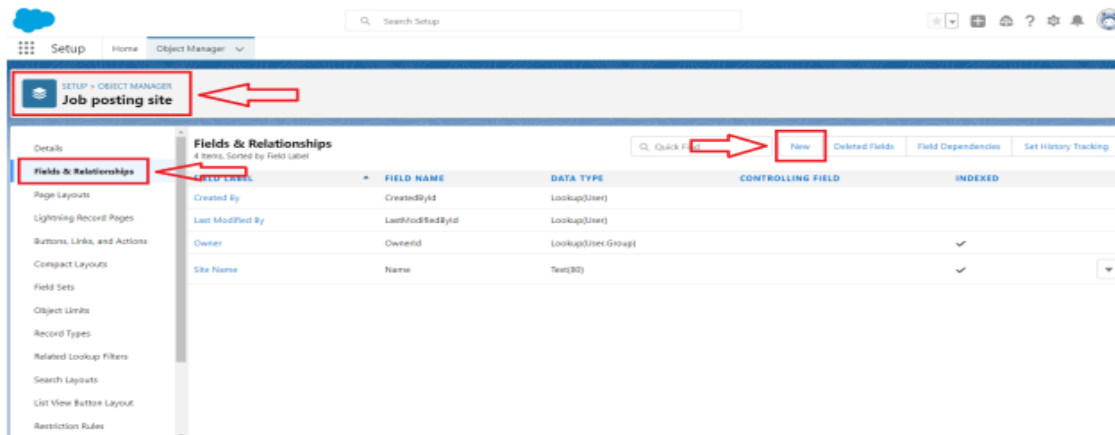 Search Setup
Setup Home Object Manager
SETUP > OBJECT MANAGER
Job posting site
Details
Fields & Relationships
Page Layouts
Lightning Record Pages
Buttons, Links, and Actions
Compact Layouts
Field Sets
Object Limits
Record Types
Related Lookup Filters
Search Layouts
List View Button Layout
Restriction Rules
Fields & Relationships
4 Items, Sorted by Field Label
Quick Find New Deleted Fields Field Dependencies Set History Tracking
FIELD LABEL FIELD NAME DATA TYPE CONTROLLING FIELD INDEXED
Created By CreatedById Lookup(User)
Last Modified By LastModifiedById Lookup(User)
Owner OwnerId Lookup(User,Group)
Site Name Name Text(80)